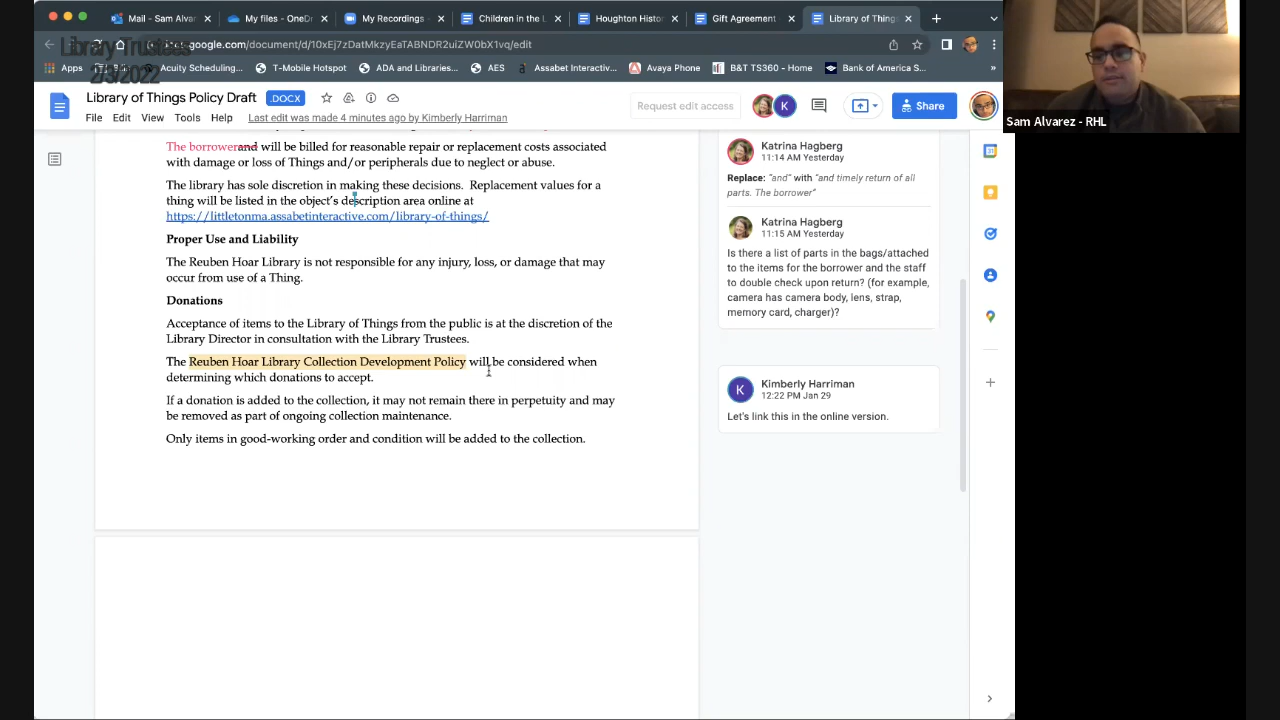 Mail - Sam Alvar
My files - OneDr
My Recordings -
Children in the L
Houghton Histor
Gift Agreement
Library of Thing
Library Trustees
2/3/2022
.google.com/document/d/10xEj7zDatMkzyEaTABNDR2uiZW0bX1vq/edit
Apps
Acuity Scheduling...
T-Mobile Hotspot
ADA and Libraries...
AES
Assabet Interactiv...
Avaya Phone
B&T TS360 - Home
Bank of America S
»
Library of Things Policy Draft
.DOCX
File Edit View Tools Help
Last edit was made 4 minutes ago by Kimberly Harriman
Request edit access
K
Share
The borrowerand will be billed for reasonable repair or replacement costs associated
with damage or loss of Things and/or peripherals due to neglect or abuse.
The library has sole discretion in making these decisions. Replacement values for a
thing will be listed in the object's description area online at
https://littletonma.assabetinteractive.com/library-of-things/
Proper Use and Liability
The Reuben Hoar Library is not responsible for any injury, loss, or damage that may
occur from use of a Thing.
Donations
Acceptance of items to the Library of Things from the public is at the discretion of the
Library Director in consultation with the Library Trustees.
The Reuben Hoar Library Collection Development Policy will be considered when
determining which donations to accept.
If a donation is added to the collection, it may not remain there in perpetuity and may
be removed as part of ongoing collection maintenance.
Only items in good-working order and condition will be added to the collection.
Katrina Hagberg
11:14 AM Yesterday
Replace: "and" with "and timely return of all
parts. The borrower"
Katrina Hagberg
11:15 AM Yesterday
Is there a list of parts in the bags/attached
to the items for the borrower and the staff
to double check upon return? (for example,
camera has camera body, lens, strap,
memory card, charger)?
K
Kimberly Harriman
12:22 PM Jan 29
Let's link this in the online version.
Sam Alvarez - RHL